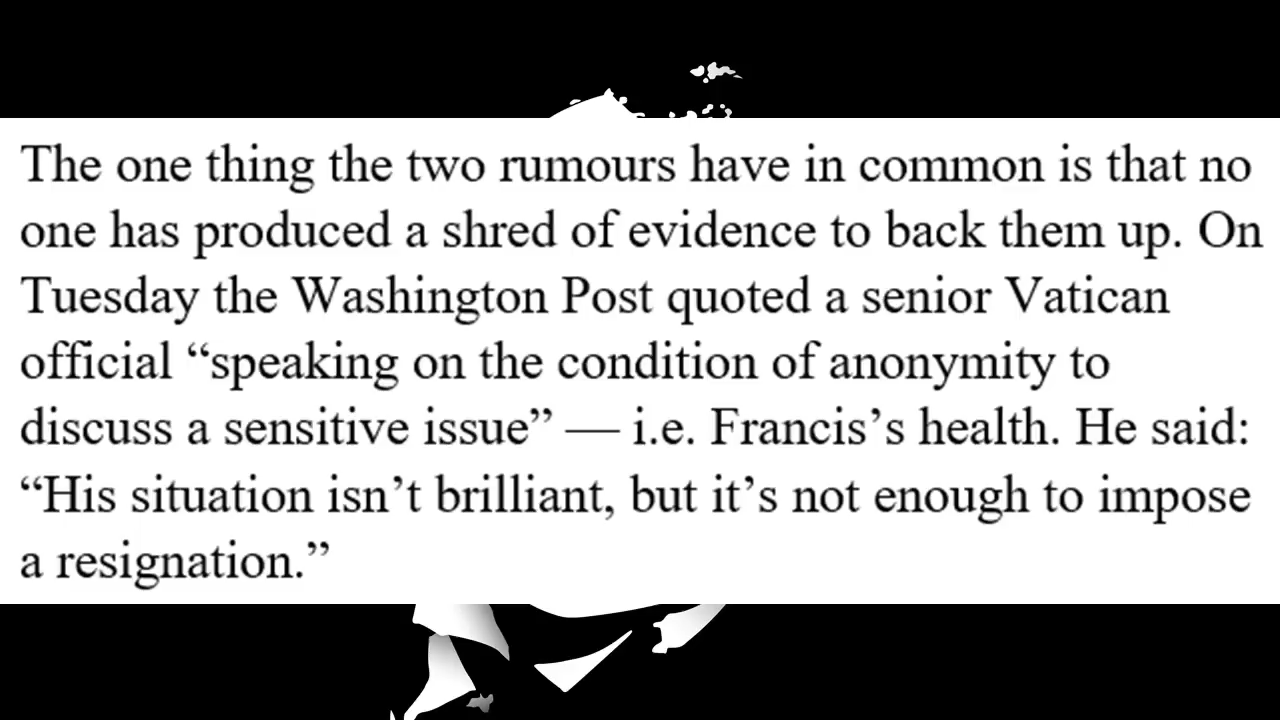 The one thing the two rumours have in common is that no
one has produced a shred of evidence to back them up. On
Tuesday the Washington Post quoted a senior Vatican
official “speaking on the condition of anonymity to
discuss a sensitive issue” — i.e. Francis’s health. He said:
“His situation isn’t brilliant, but it’s not enough to impose
a resignation.”